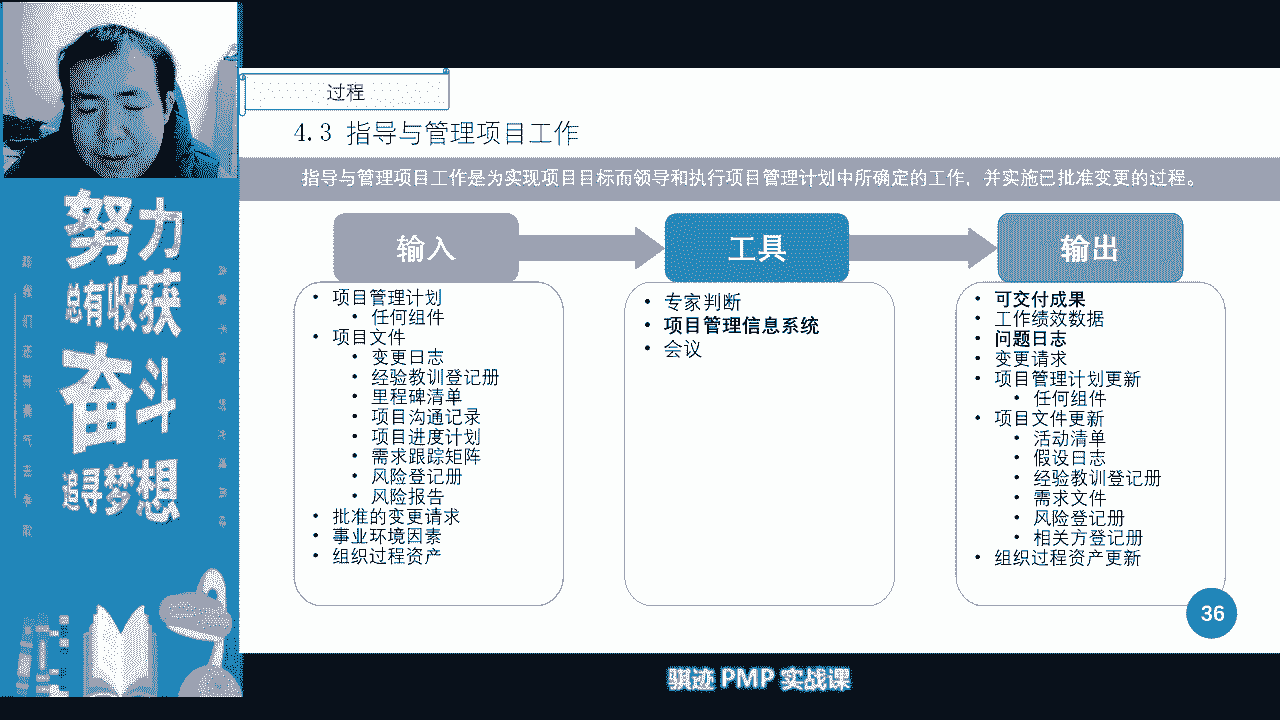 过程
4.3 指导与管理项目工作
指导与管理项目工作是为实现项目目标而领导和执行项目管理计划中所确定的工作，并实施已批准变更的过程。
输入
• 项目管理计划
• 任何组件
• 项目文件
• 变更日志
• 经验教训登记册
• 里程碑清单
• 项目沟通记录
• 项目进度计划
• 需求跟踪矩阵
• 风险登记册
• 风险报告
• 批准的变更请求
• 事业环境因素
• 组织过程资产
工具
• 专家判断
• 项目管理信息系统
• 会议
输出
• 可交付成果
• 工作绩效数据
• 问题日志
• 变更请求
• 项目管理计划更新
• 任何组件
• 项目文件更新
• 活动清单
• 假设日志
• 经验教训登记册
• 需求文件
• 风险登记册
• 相关方登记册
• 组织过程资产更新
36
努力
总有收获
奋斗
追寻梦想
骐迹 PMP 实战课